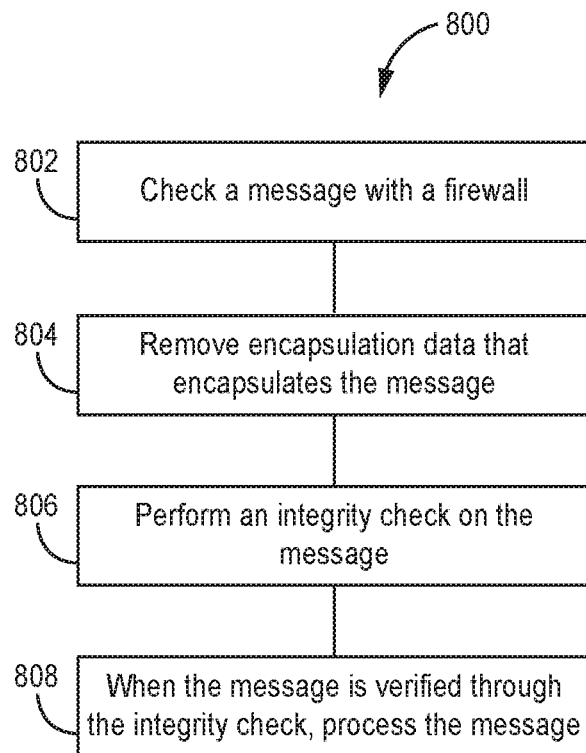 800
802
Check a message with a firewall
804
Remove encapsulation data that
encapsulates the message
806
Perform an integrity check on the
message
808
When the message is verified through
the integrity check, process the message